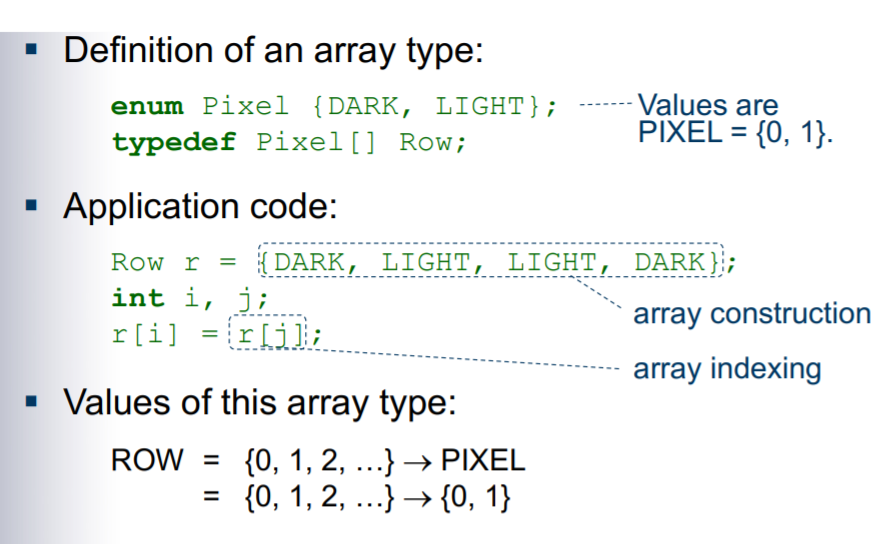 ▪ Definition of an array type:
enum Pixel {DARK, LIGHT};
Values are
typedef Pixel[] Row;
PIXEL = {0, 1}.
▪ Application code:
Row r = {DARK, LIGHT, LIGHT, DARK};
int i, j;
array construction
r[i] = r[j];
array indexing
▪ Values of this array type:
ROW = {0, 1, 2, …} → PIXEL
= {0, 1, 2, …} → {0, 1}